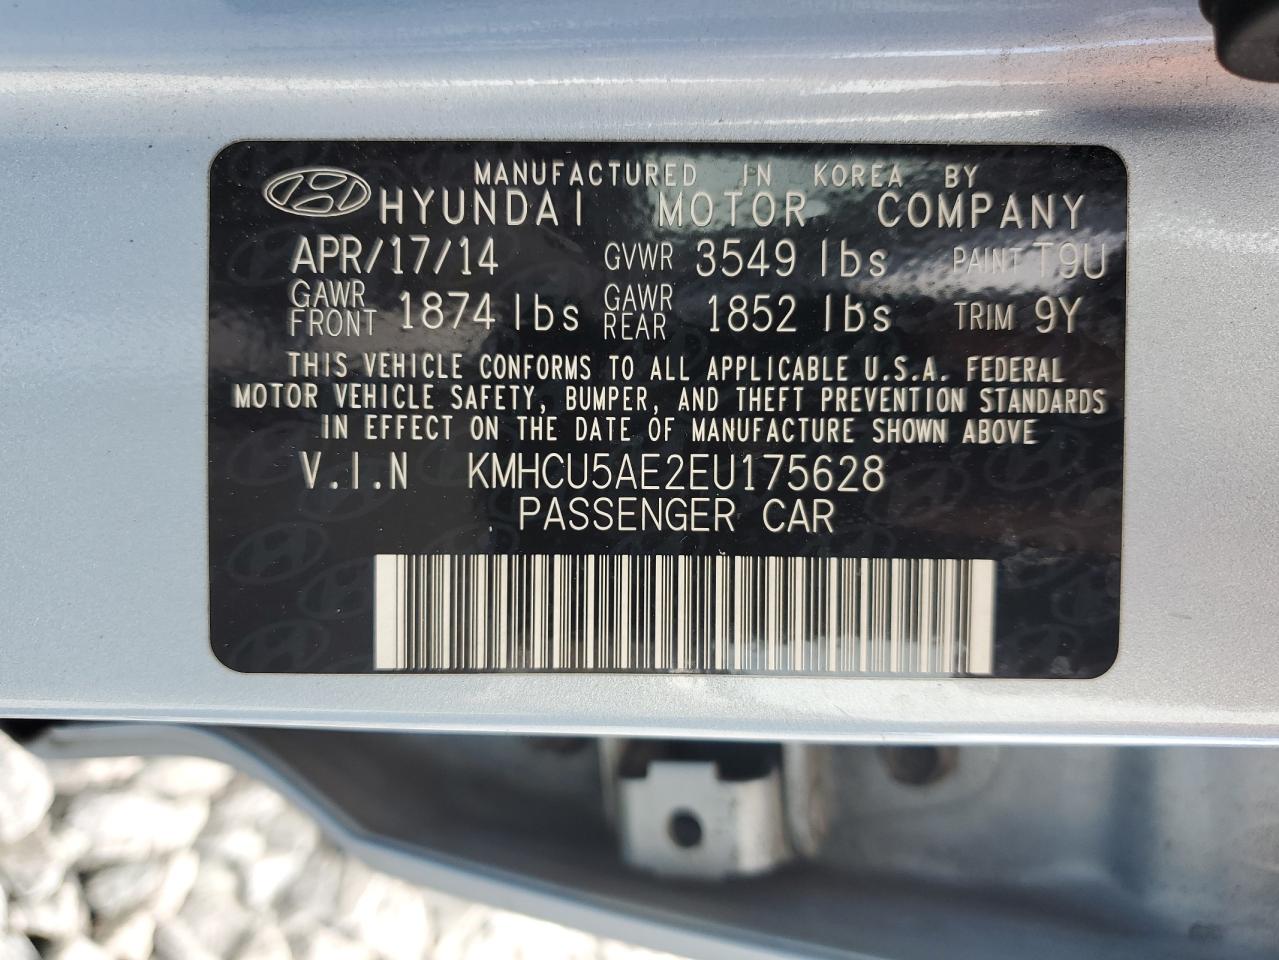 MANUFACTURED IN KOREA BY
HYUNDAI MOTOR COMPANY
APR/17/14 GVWR 3549 lbs PAINT T9U
GAWR FRONT 1874 lbs GAWR REAR 1852 lbs TRIM 9Y
THIS VEHICLE CONFORMS TO ALL APPLICABLE U.S.A. FEDERAL
MOTOR VEHICLE SAFETY, BUMPER, AND THEFT PREVENTION STANDARDS
IN EFFECT ON THE DATE OF MANUFACTURE SHOWN ABOVE
V.I.N KMHCU5AE2EU175628
PASSENGER CAR